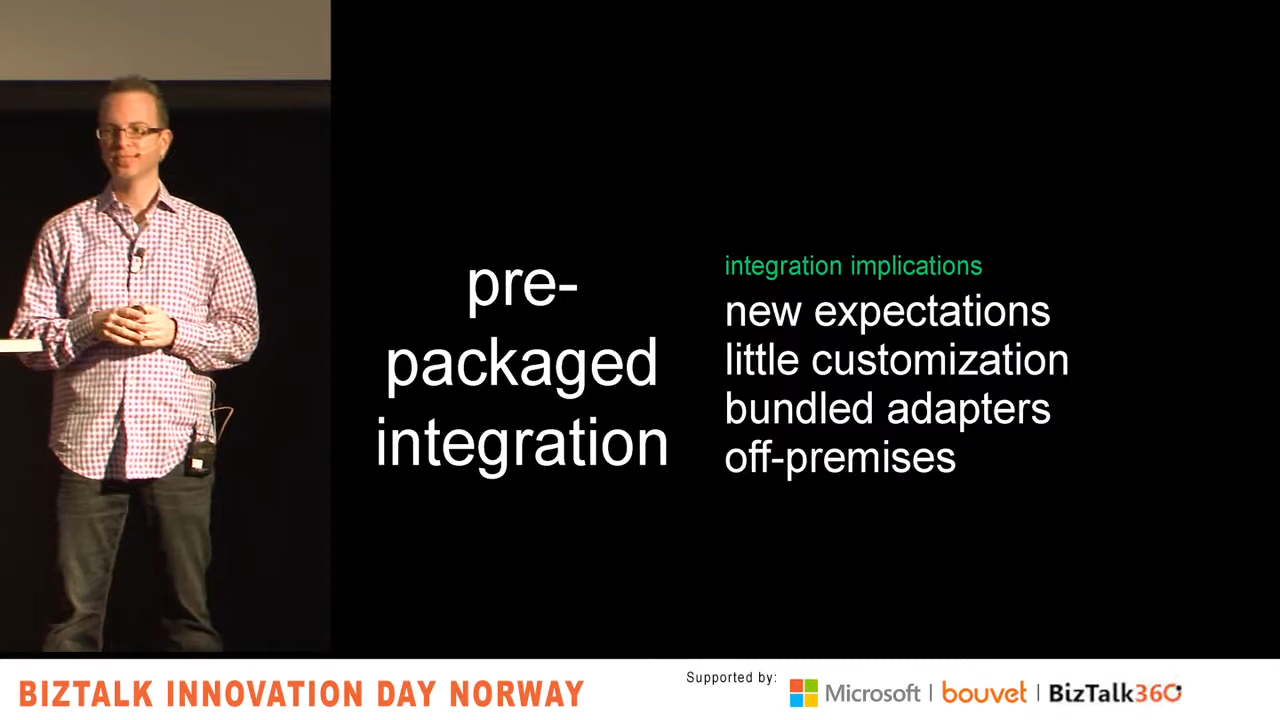 pre-
packaged
integration
integration implications
new expectations
little customization
bundled adapters
off-premises
BIZTALK INNOVATION DAY NORWAY
Supported by:
Microsoft | bouvet | BizTalk360